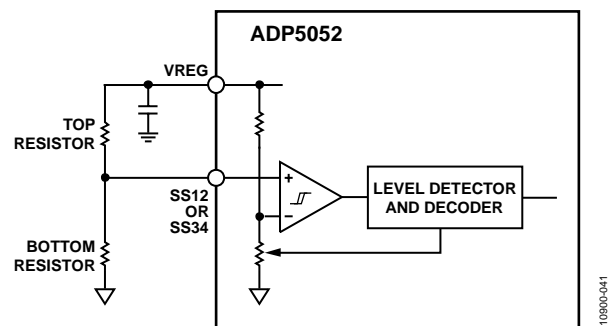 ADP5052
VREG
TOP
RESISTOR
SS12
OR
SS34
+
−
LEVEL DETECTOR
AND DECODER
BOTTOM
RESISTOR
10900-041